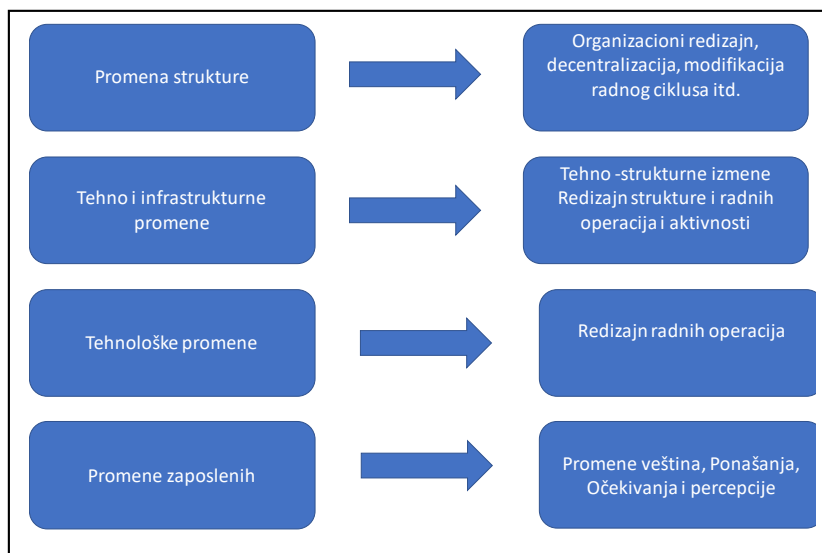 Promena strukture
Organizacioni redizajn,
decentralizacija, modifikacija
radnog ciklusa itd.
Tehno i infrastrukturne
promene
Tehno -strukturne izmene
Redizajn strukture i radnih
operacija i aktivnosti
Tehnološke promene
Redizajn radnih operacija
Promene zaposlenih
Promene veština, Ponašanja,
Očekivanja i percepcije